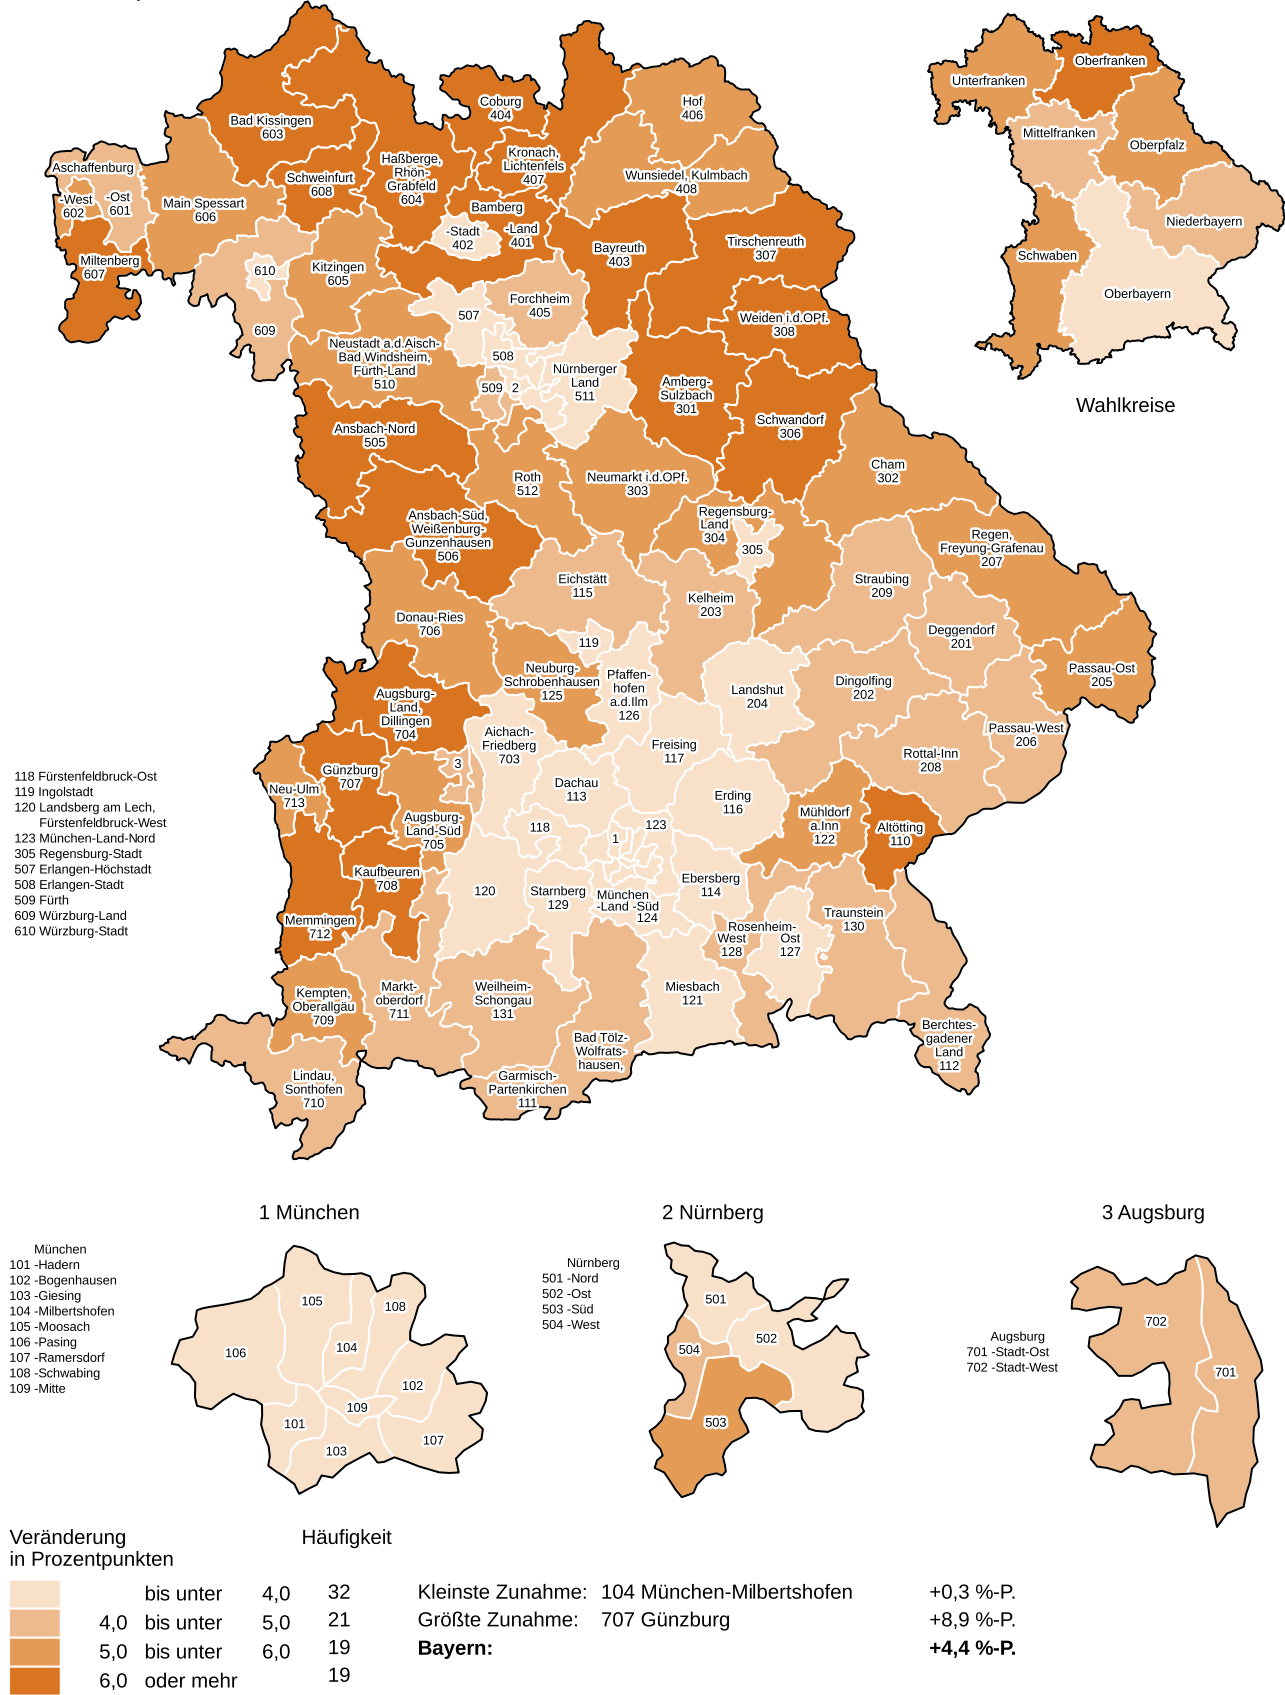 Oberfranken
Unterfranken
Mittelfranken
Oberpfalz
Niederbayern
Schwaben
Oberbayern
Wahlkreise
Coburg
404
Hof
406
Bad Kissingen
603
Kronach,
Lichtenfels
407
Haßberge,
Rhön-
Grabfeld
604
Aschaffenburg
-West
602
-Ost
601
Schweinfurt
608
Wunsiedel, Kulmbach
408
Main Spessart
606
Bamberg
-Stadt
402
-Land
401
Bayreuth
403
Tirschenreuth
307
Miltenberg
607
610
Kitzingen
605
Forchheim
405
507
Weiden i.d.OPf.
308
609
Neustadt a.d.Aisch-
Bad Windsheim,
Fürth-Land
510
508
509
2
Nürnberger
Land
511
Amberg-
Sulzbach
301
Schwandorf
306
Ansbach-Nord
505
Cham
302
Roth
512
Neumarkt i.d.OPf.
303
Regensburg-
Land
304
305
Ansbach-Süd,
Weißenburg-
Gunzenhausen
506
Regen,
Freyung-Grafenau
207
Eichstätt
115
Straubing
209
Kelheim
203
Donau-Ries
706
Deggendorf
201
119
Neuburg-
Schrobenhausen
125
Pfaffen-
hofen
a.d.Ilm
126
Passau-Ost
205
Landshut
204
Dingolfing
202
Augsburg-
Land,
Dillingen
704
Passau-West
206
Aichach-
Friedberg
703
Freising
117
Rottal-Inn
208
Günzburg
707
3
Neu-Ulm
713
Dachau
113
Erding
116
Mühldorf
a.Inn
122
Altötting
110
Augsburg-
Land-Süd
705
118
1
123
Kaufbeuren
708
120
Starnberg
129
München
-Land -Süd
124
Ebersberg
114
Memmingen
712
Rosenheim-
West
128
Ost
127
Traunstein
130
Kempten,
Oberallgäu
709
Markt-
oberdorf
711
Weilheim-
Schongau
131
Miesbach
121
Bad Tölz-
Wolfrats-
hausen,
Garmisch-
Partenkirchen
111
Berchtes-
gadener
Land
112
Lindau,
Sonthofen
710
118 Fürstenfeldbruck-Ost
119 Ingolstadt
120 Landsberg am Lech,
Fürstenfeldbruck-West
123 München-Land-Nord
305 Regensburg-Stadt
507 Erlangen-Höchstadt
508 Erlangen-Stadt
509 Fürth
609 Würzburg-Land
610 Würzburg-Stadt
1 München
München
101 -Hadern
102 -Bogenhausen
103 -Giesing
104 -Milbertshofen
105 -Moosach
106 -Pasing
107 -Ramersdorf
108 -Schwabing
109 -Mitte
105
108
106
104
102
109
101
103
107
2 Nürnberg
Nürnberg
501 -Nord
502 -Ost
503 -Süd
504 -West
501
502
504
503
3 Augsburg
Augsburg
701 -Stadt-Ost
702 -Stadt-West
702
701
Veränderung
in Prozentpunkten
Häufigkeit
bis unter 4,0 32
4,0 bis unter 5,0 21
5,0 bis unter 6,0 19
6,0 oder mehr 19
Kleinste Zunahme: 104 München-Milbertshofen +0,3 %-P.
Größte Zunahme: 707 Günzburg +8,9 %-P.
Bayern: +4,4 %-P.